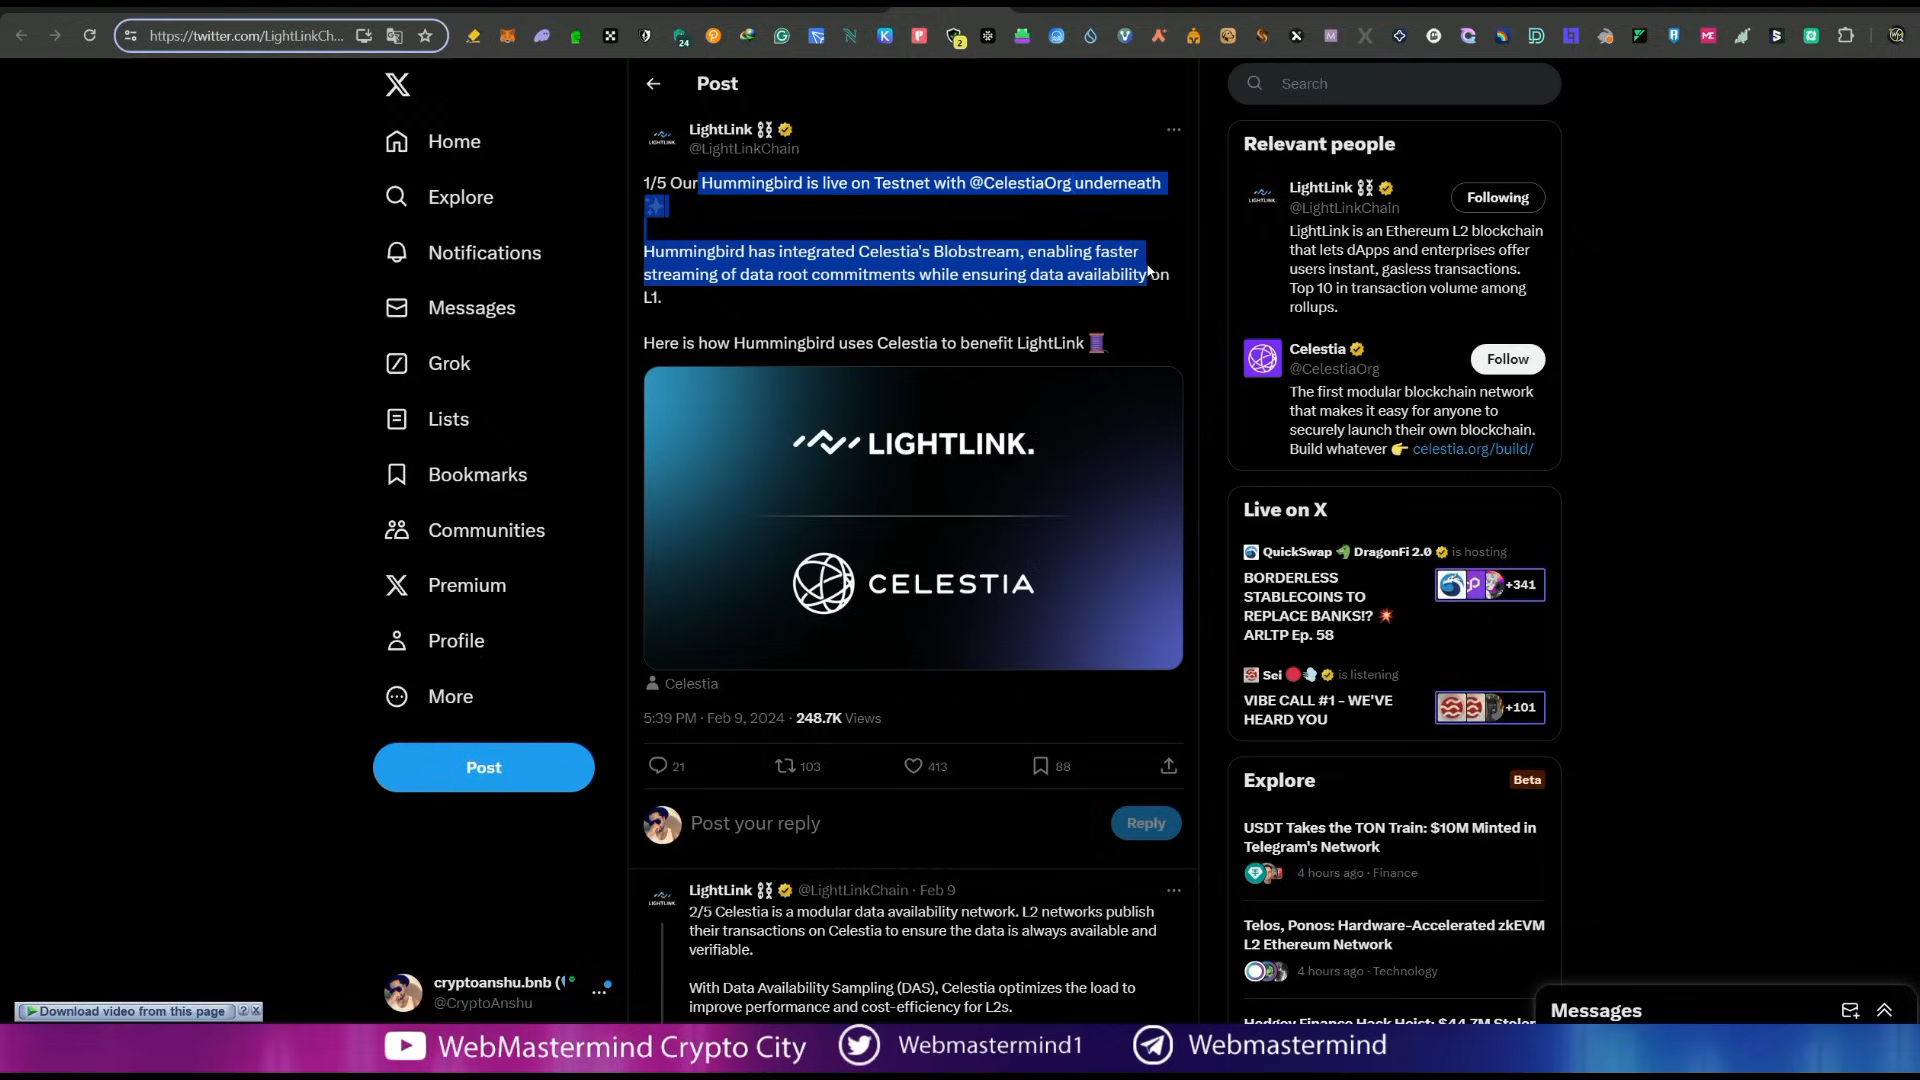 https://twitter.com/LightLinkCh...
24
2
Home
Explore
Notifications
Messages
Grok
Lists
Bookmarks
Communities
Premium
Profile
More
Post
cryptoanshu.bnb (
@CryptoAnshu
...
Download video from this page
Post
LightLink
@LightLinkChain
1/5 Our Hummingbird is live on Testnet with @CelestiaOrg underneath
Hummingbird has integrated Celestia's Blobstream, enabling faster
streaming of data root commitments while ensuring data availability on
L1.
Here is how Hummingbird uses Celestia to benefit LightLink
LIGHTLINK.
CELESTIA
Celestia
5:39 PM · Feb 9, 2024 · 248.7K Views
21 103 413 88
Post your reply
Reply
LightLink @LightLinkChain · Feb 9
2/5 Celestia is a modular data availability network. L2 networks publish
their transactions on Celestia to ensure the data is always available and
verifiable.
With Data Availability Sampling (DAS), Celestia optimizes the load to
improve performance and cost-efficiency for L2s.
Search
Relevant people
LightLink
@LightLinkChain
Following
LightLink is an Ethereum L2 blockchain
that lets dApps and enterprises offer
users instant, gasless transactions.
Top 10 in transaction volume among
rollups.
Celestia
@CelestiaOrg
Follow
The first modular blockchain network
that makes it easy for anyone to
securely launch their own blockchain.
Build whatever 👉 celestia.org/build/
Live on X
QuickSwap DragonFi 2.0 is hosting
BORDERLESS
STABLECOINS TO
REPLACE BANKS!? 💥
ARLTP Ep. 58
+341
Sei 🔴💨 is listening
VIBE CALL #1 - WE'VE
HEARD YOU
+101
Explore
Beta
USDT Takes the TON Train: $10M Minted in
Telegram's Network
4 hours ago · Finance
Telos, Ponos: Hardware-Accelerated zkEVM
L2 Ethereum Network
4 hours ago · Technology
Hedgey Finance Hack Heist: $44.7M Stolen
Messages
WebMastermind Crypto City
Webmastermind1
Webmastermind